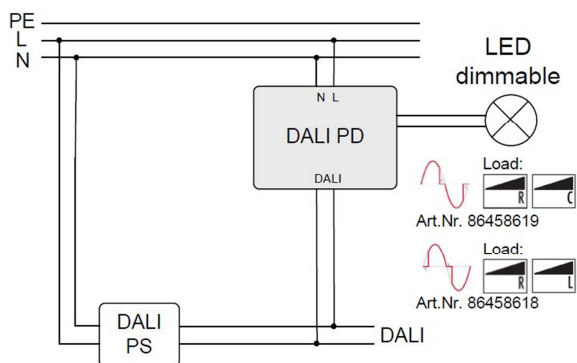 PE
L
N
LED
dimmable
N L
DALI PD
DALI
Load:
R C
Art.Nr. 86458619
Load:
R L
Art.Nr. 86458618
DALI
PS
DALI